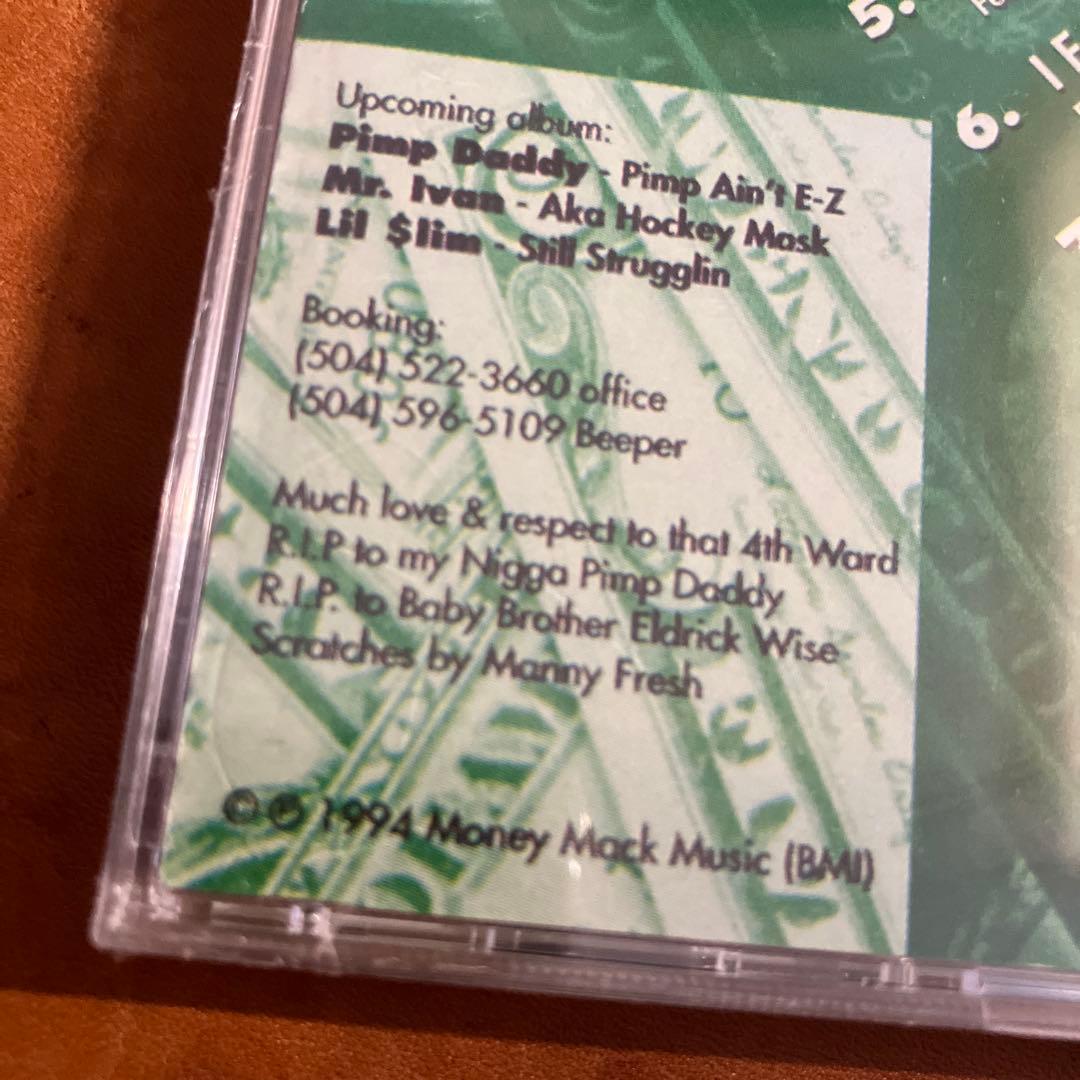 Upcoming album:
Pimp Daddy - Pimp Ain't E-Z
Mr. Ivan - Aka Hockey Mask
Lil $lim - Still Strugglin
Booking:
(504) 522-3660 office
(504) 596-5109 Beeper
Much love & respect to that 4th Ward
R.I.P to my Nigga Pimp Daddy
R.I.P. to Baby Brother Eldrick Wise
Scratches by Manny Fresh
© ℗ 1994 Money Mack Music (BMI)
5.
6. I